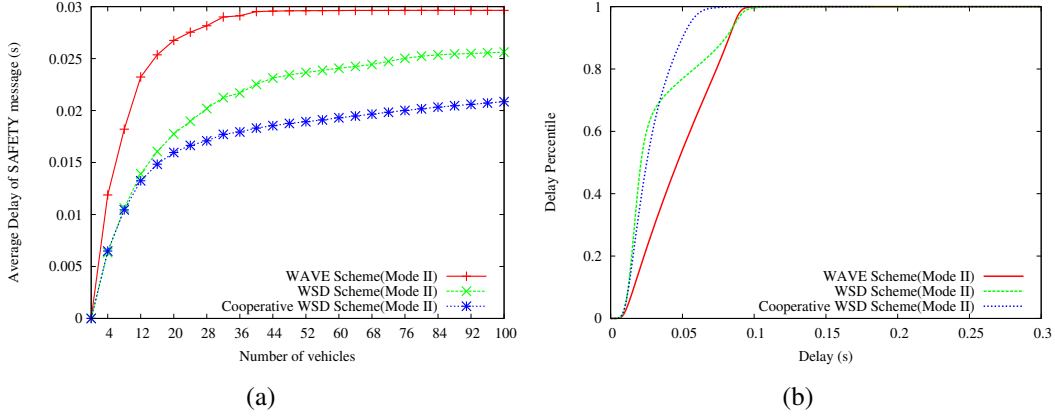 Average Delay of SAFETY message (s)
0.03
0.025
0.02
0.015
0.01
0.005
0
WAVE Scheme(Mode II)
WSD Scheme(Mode II)
Cooperative WSD Scheme(Mode II)
4 12 20 28 36 44 52 60 68 76 84 92 100
Number of vehicles
(a)
Delay Percentile
1
0.8
0.6
0.4
0.2
0
WAVE Scheme(Mode II)
WSD Scheme(Mode II)
Cooperative WSD Scheme(Mode II)
0 0.05 0.1 0.15 0.2 0.25 0.3
Delay (s)
(b)